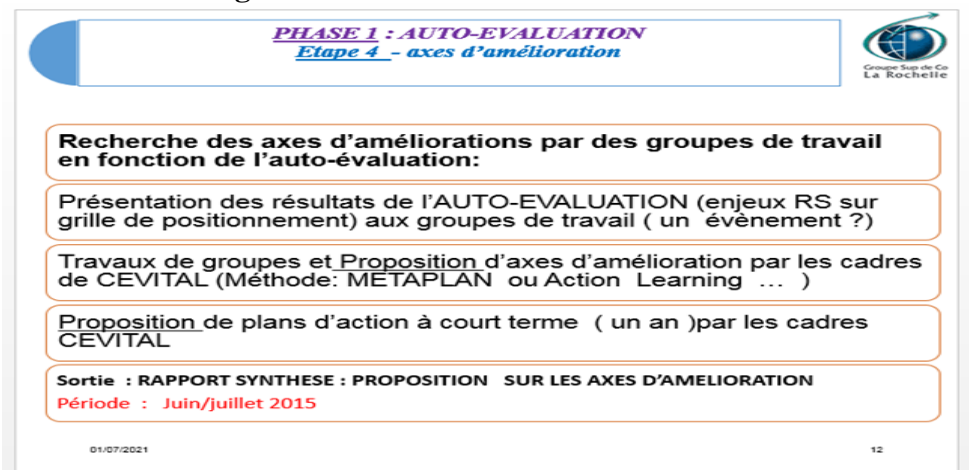 PHASE 1 : AUTO-EVALUATION
Etape 4 - axes d'amélioration
Groupe Sup de Co
La Rochelle
Recherche des axes d'améliorations par des groupes de travail
en fonction de l'auto-évaluation:
Présentation des résultats de l'AUTO-EVALUATION (enjeux RS sur
grille de positionnement) aux groupes de travail ( un évènement ?)
Travaux de groupes et Proposition d'axes d'amélioration par les cadres
de CEVITAL (Méthode: METAPLAN ou Action Learning ... )
Proposition de plans d'action à court terme ( un an )par les cadres
CEVITAL
Sortie : RAPPORT SYNTHESE : PROPOSITION SUR LES AXES D'AMELIORATION
Période : Juin/juillet 2015
01/07/2021
12